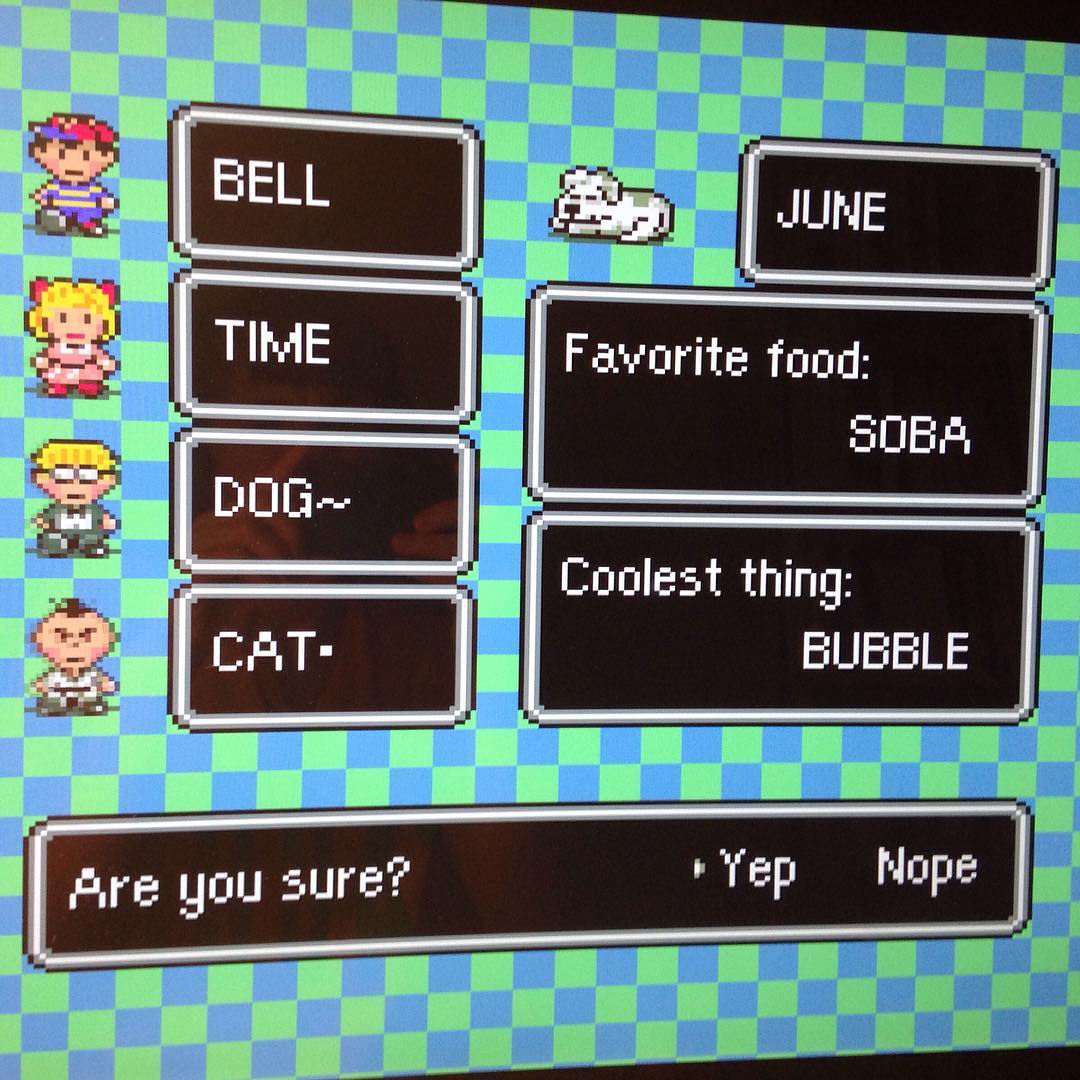 BELL
TIME
DOG~
CAT•
JUNE
Favorite food:
SOBA
Coolest thing:
BUBBLE
Are you sure?
Yep Nope